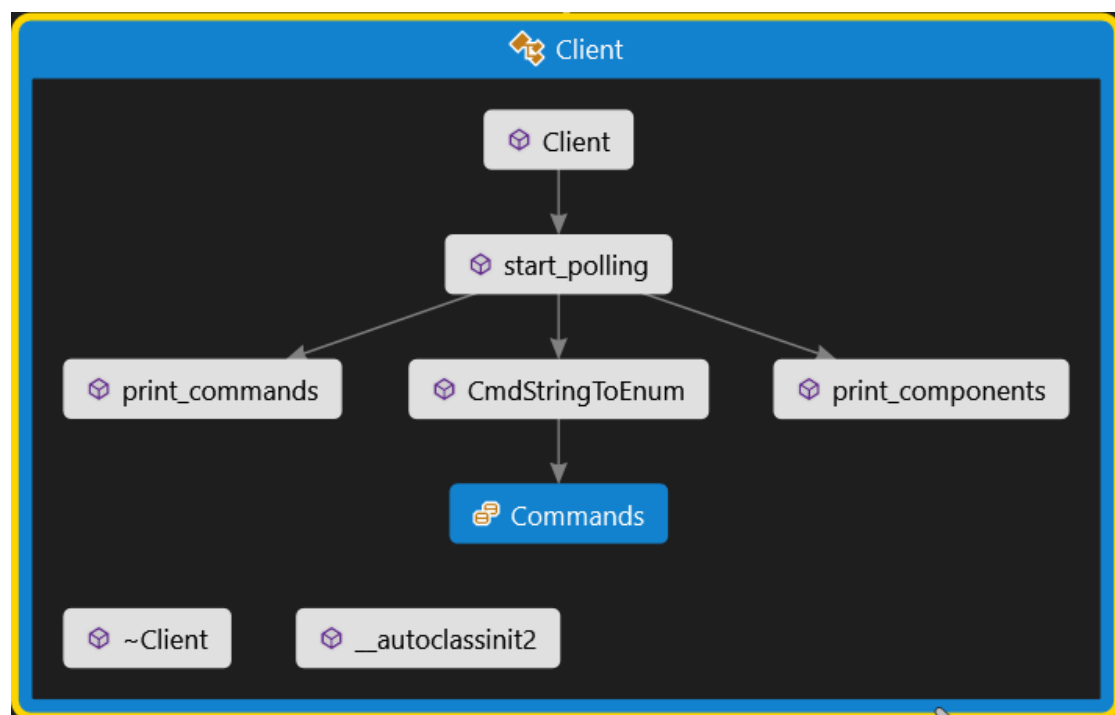 Client
Client
start_polling
print_commands
CmdStringToEnum
print_components
Commands
~Client
__autoclassinit2